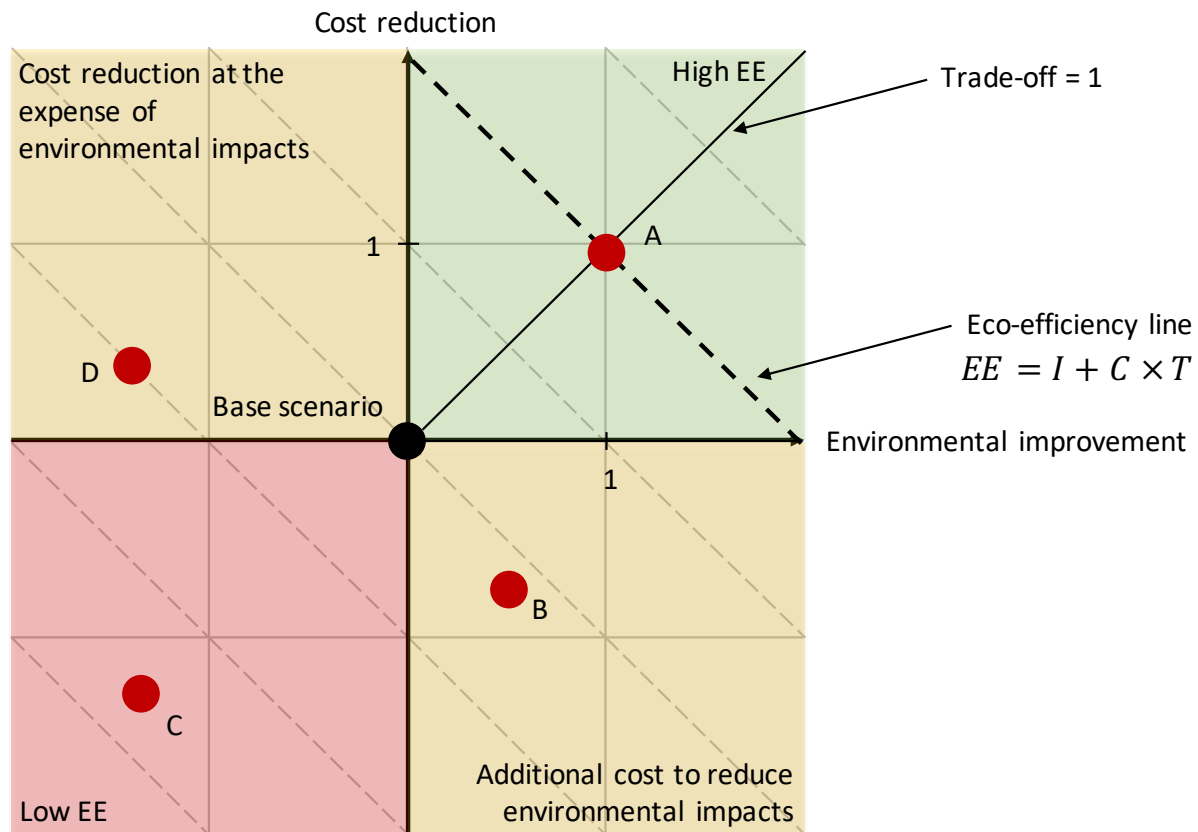 Cost reduction
Cost reduction at the
expense of
environmental impacts
High EE
Trade-off = 1
A
1
Eco-efficiency line
EE = I + C × T
D
Base scenario
Environmental improvement
1
B
C
Additional cost to reduce
environmental impacts
Low EE